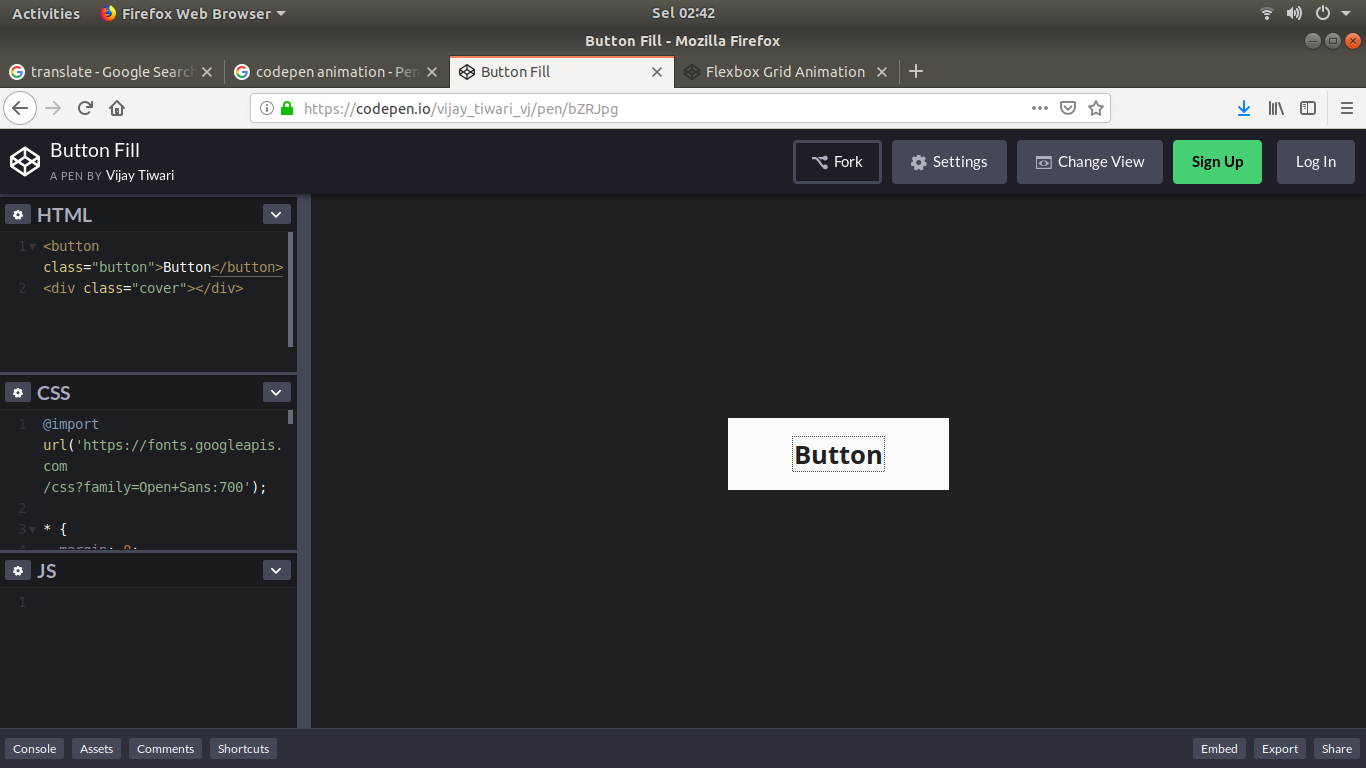 Activities
Firefox Web Browser
Sel 02:42
Button Fill - Mozilla Firefox
translate - Google Search
codepen animation - Pen
Button Fill
Flexbox Grid Animation
https://codepen.io/vijay_tiwari_vj/pen/bZRJpg
Button Fill
A PEN BY Vijay Tiwari
Fork
Settings
Change View
Sign Up
Log In
HTML
1 <button
class="button">Button</button>
2 <div class="cover"></div>
CSS
1 @import
url('https://fonts.googleapis.
com
/css?family=Open+Sans:700');
2
3 * {
4 margin: 0;
JS
1
Button
Console
Assets
Comments
Shortcuts
Embed
Export
Share